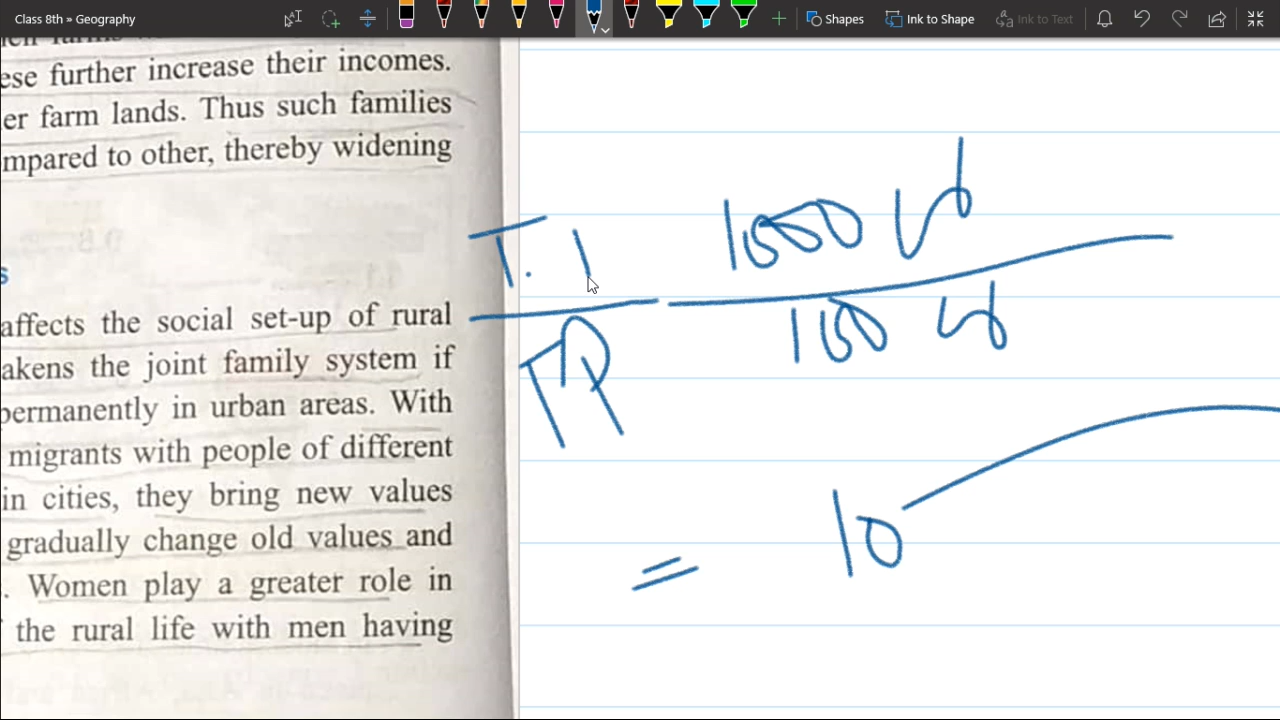 Class 8th » Geography
Shapes
Ink to Shape
Ink to Text
ese further increase their incomes.
er farm lands. Thus such families
mpared to other, thereby widening
s
affects the social set-up of rural
akens the joint family system if
permanently in urban areas. With
migrants with people of different
in cities, they bring new values
gradually change old values and
. Women play a greater role in
the rural life with men having
T. I
TP
1000
100
= 10